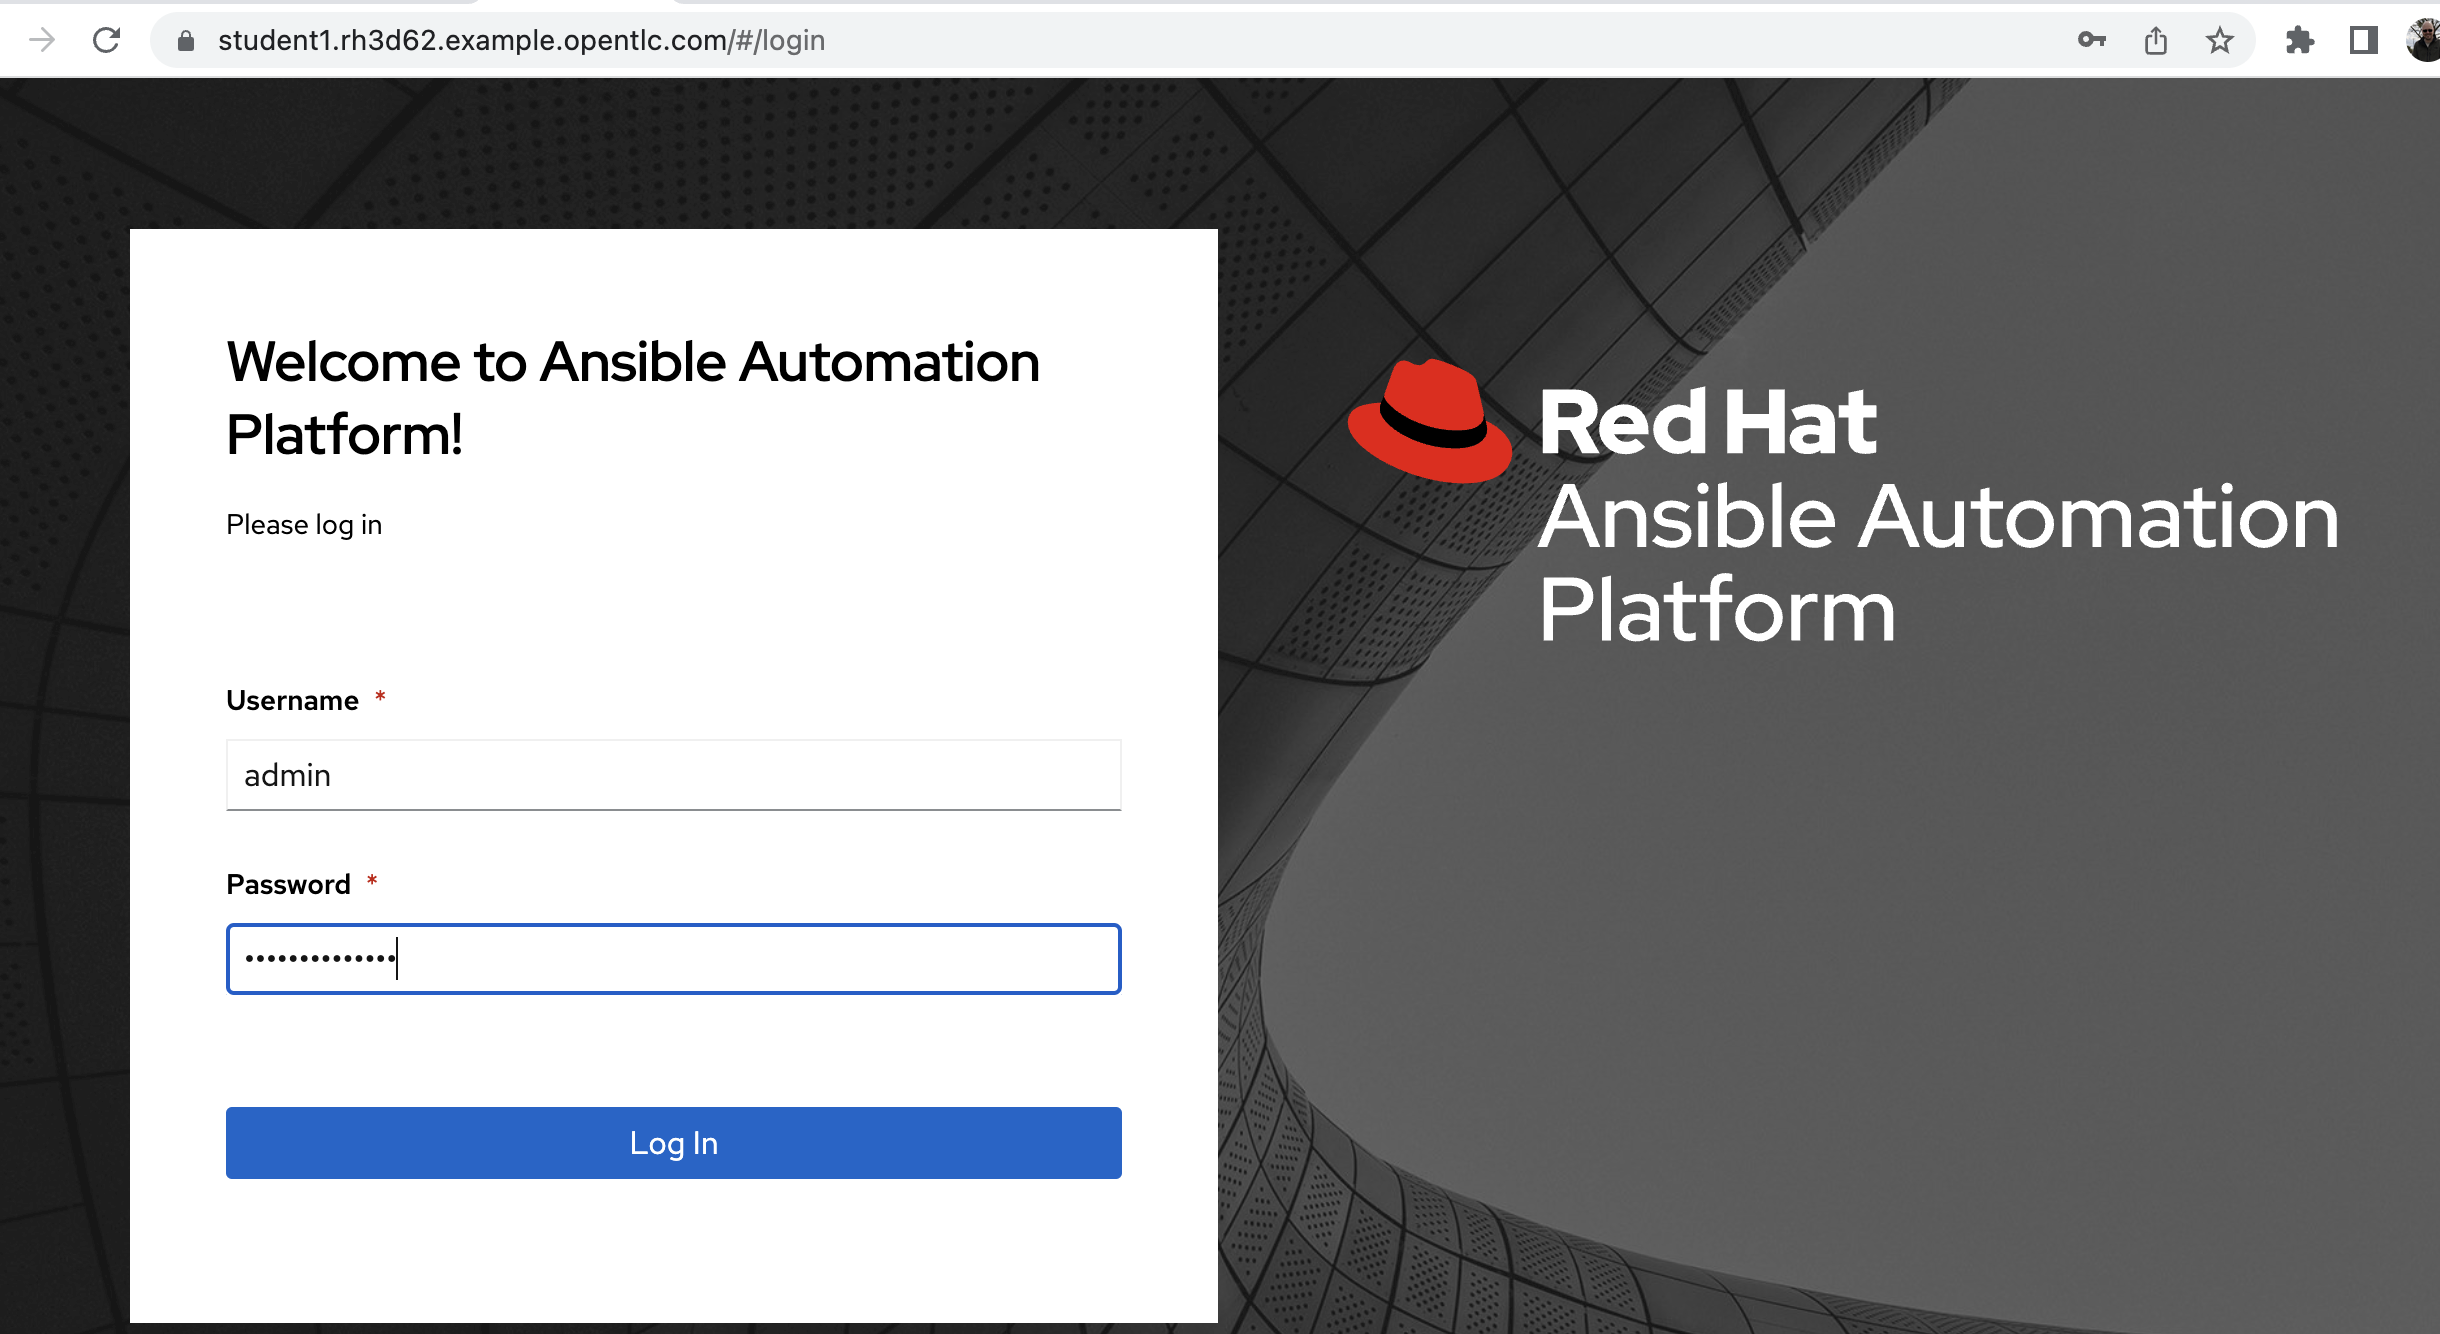 student1.rh3d62.example.opentlc.com/#/login
Welcome to Ansible Automation
Platform!
Please log in
Username *
admin
Password *
••••••••••••••
Log In
Red Hat
Ansible Automation
Platform